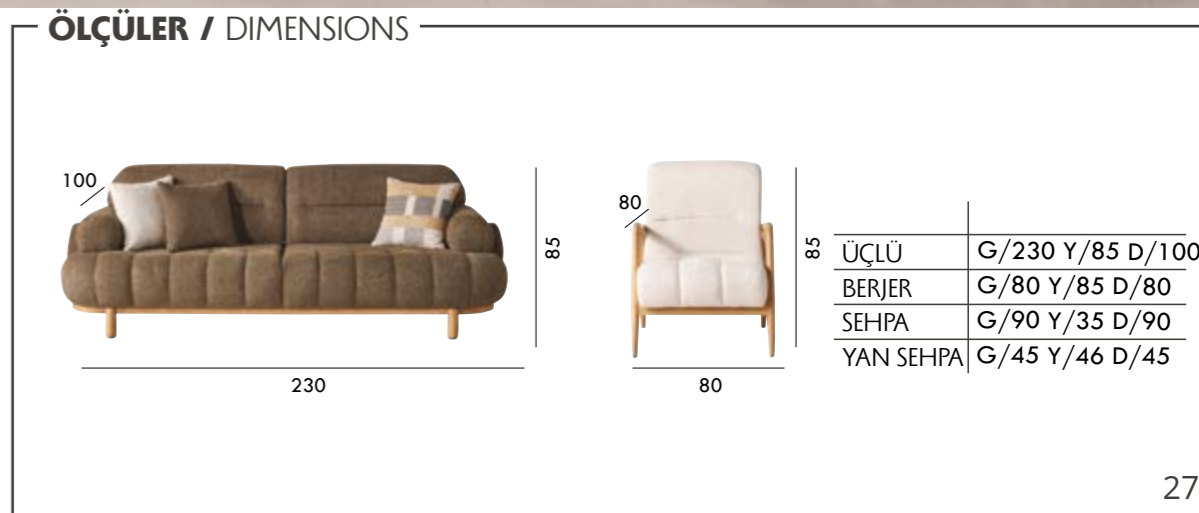 ÖLÇÜLER / DIMENSIONS
100
85
230
80
85
80
ÜÇLÜ G/230 Y/85 D/100
BERJER G/80 Y/85 D/80
SEHPA G/90 Y/35 D/90
YAN SEHPA G/45 Y/46 D/45
27